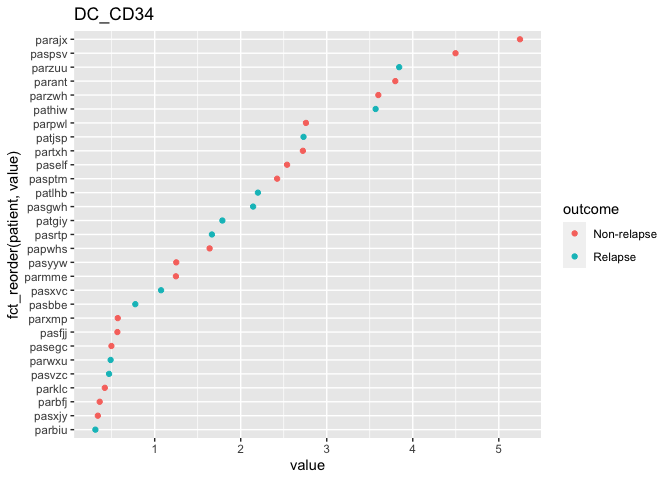 DC_CD34
fct_reorder(patient, value)
parajx
paspsv
parzuu
parant
parzwh
pathiw
parpwl
patjsp
partxh
paself
pasptm
patlhb
pasgwh
patgiy
pasrtp
papwhs
pasyyw
parmme
pasxvc
pasbbe
parxmp
pasfjj
pasegc
parwxu
pasvzc
parklc
parbfj
pasxjy
parbiu
1 2 3 4 5
value
outcome
Non-relapse
Relapse